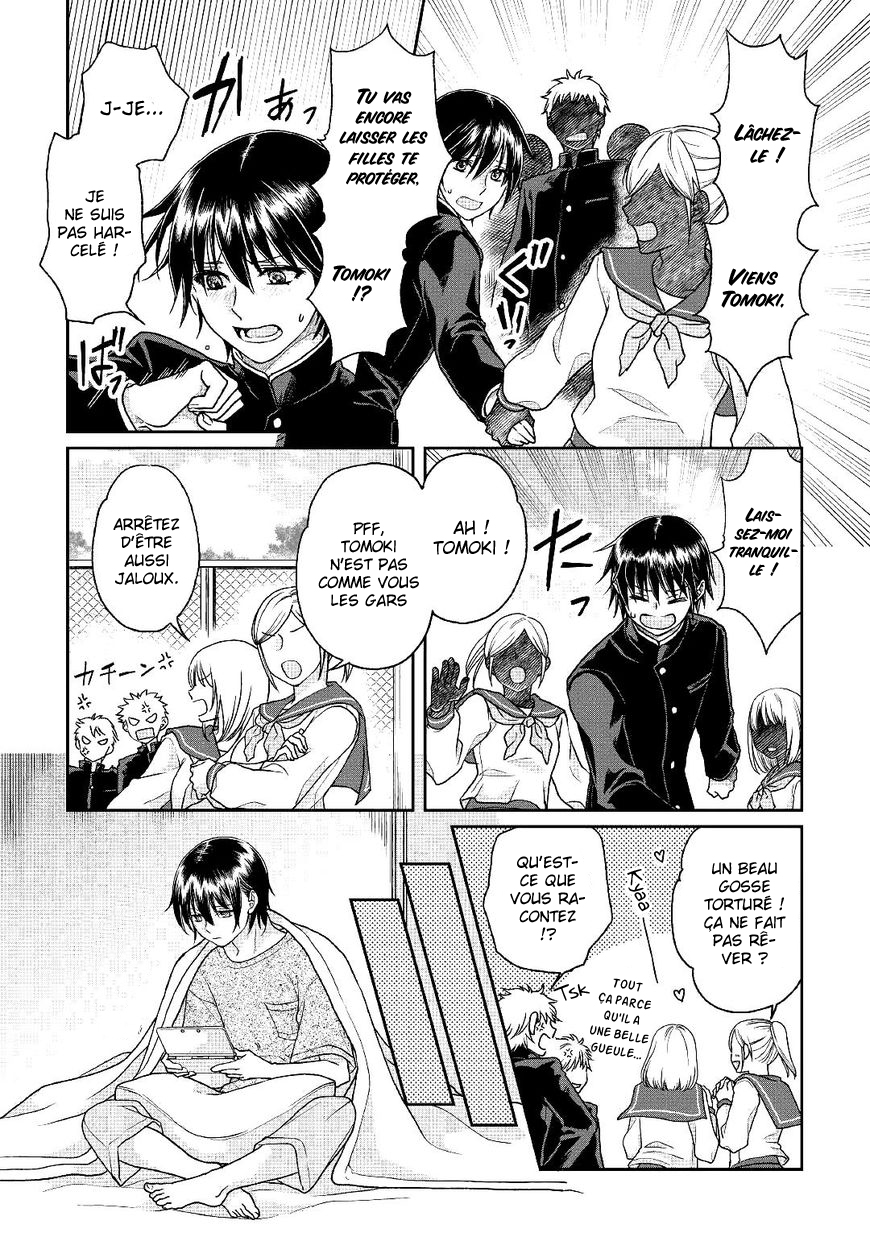 LÂCHEZ-
LE !
VIENS
TOMOKI.
TU VAS
ENCORE
LAISSER LES
FILLES TE
PROTÉGER,
TOMOKI
!?
ぐ!!
あっ
カ
J-JE...
JE
NE SUIS
PAS HAR-
CELÉ !
ばっ
LAIS-
SEZ-MOI
TRANQUIL-
LE !
だっ
AH !
TOMOKI !
PFF,
TOMOKI
N'EST PAS
COMME VOUS
LES GARS
ARRÊTEZ
D'ÊTRE
AUSSI
JALOUX.
カチーン
UN BEAU
GOSSE
TORTURÉ !
ÇA NE FAIT
PAS RÊ-
VER ?
Kyaa
QU'EST-
CE QUE
VOUS RA-
CONTEZ
!?
TSK
TOUT
ÇA PARCE
QU'IL A
UNE BELLE
GUEULE...